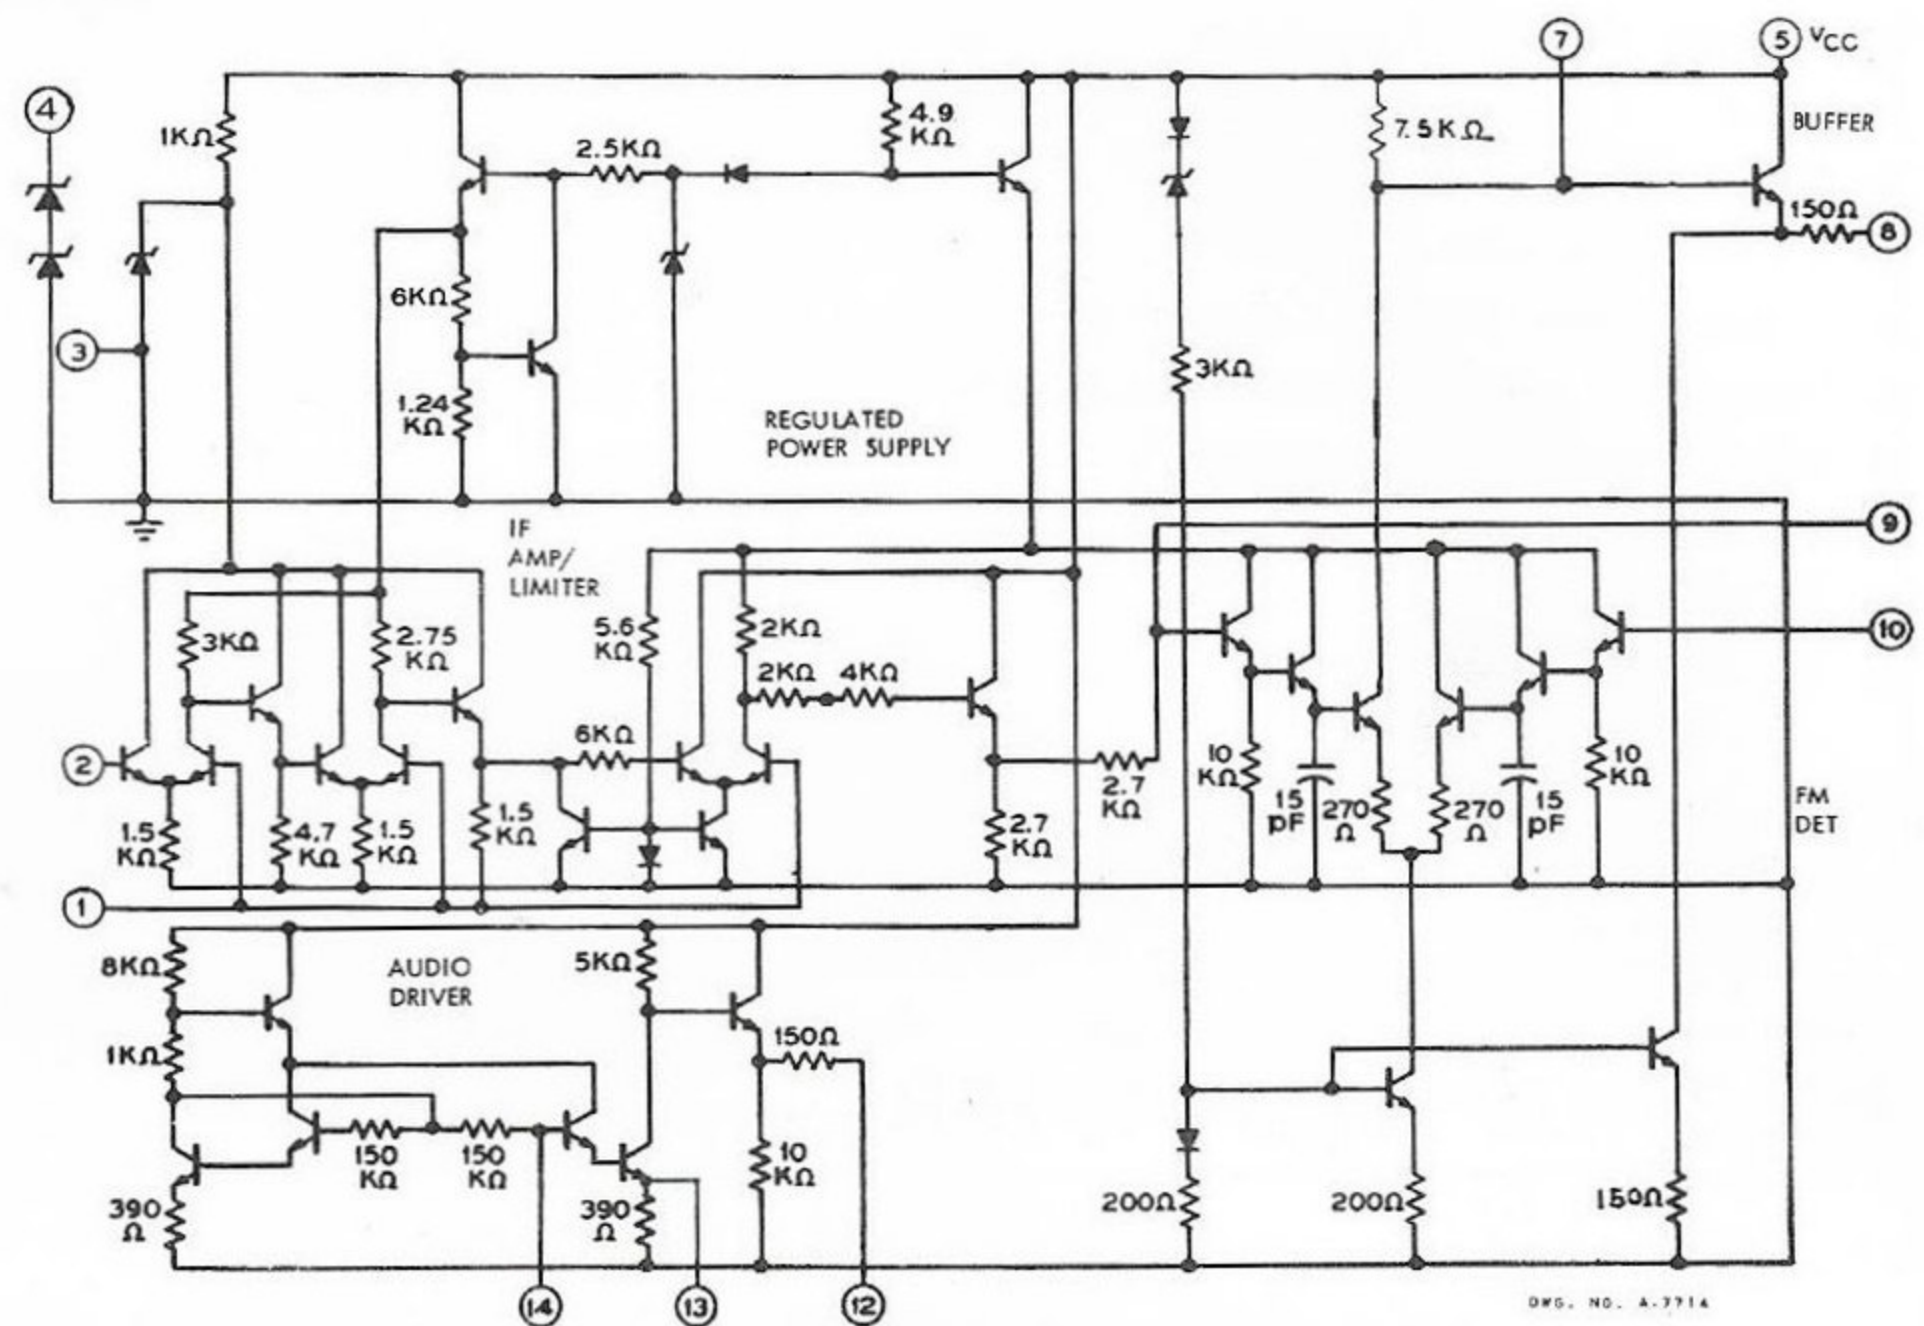 7
5 VCC
4
1KΩ
2.5KΩ
4.9
KΩ
7.5KΩ
BUFFER
150Ω
8
6KΩ
3
3KΩ
1.24
KΩ
REGULATED
POWER SUPPLY
9
IF
AMP/
LIMITER
3KΩ
2.75
KΩ
5.6
KΩ
2KΩ
10
2KΩ
4KΩ
2
6KΩ
2.7
KΩ
10
KΩ
15
pF
270
Ω
270
Ω
15
pF
10
KΩ
FM
DET
1.5
KΩ
4.7
KΩ
1.5
KΩ
1.5
KΩ
2.7
KΩ
1
8KΩ
AUDIO
DRIVER
5KΩ
1KΩ
150Ω
150
KΩ
150
KΩ
10
KΩ
390
Ω
390
Ω
200Ω
200Ω
150Ω
14
13
12
DWG. NO. A-7714